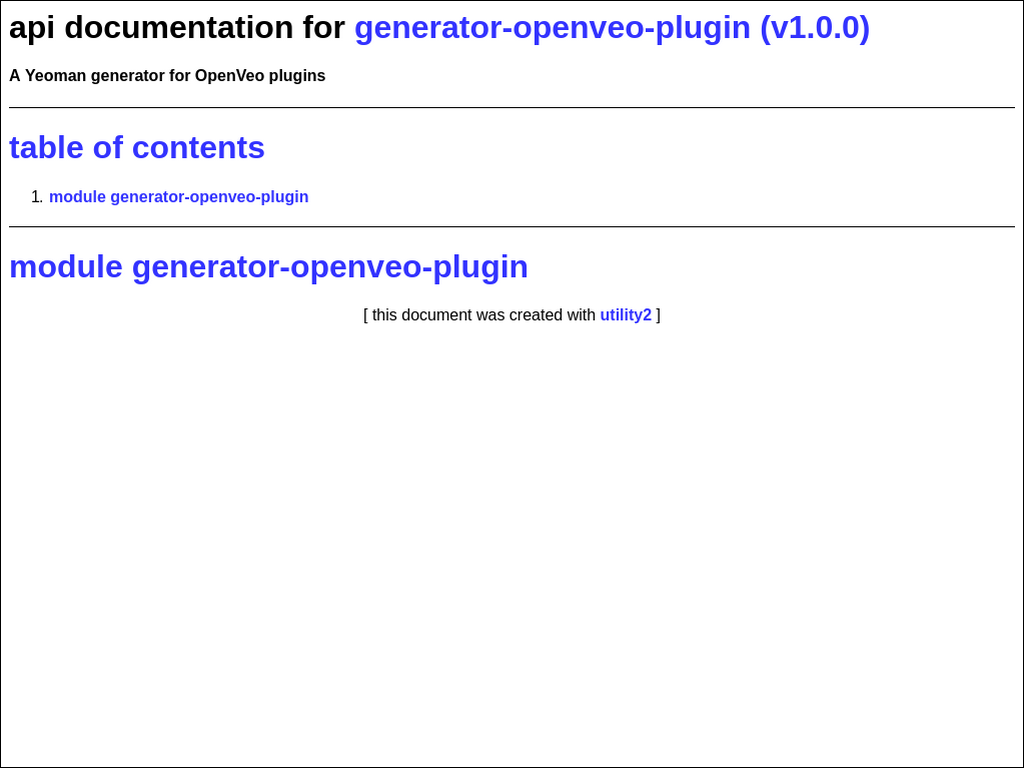 api documentation for generator-openveo-plugin (v1.0.0)
A Yeoman generator for OpenVeo plugins
table of contents
1. module generator-openveo-plugin
module generator-openveo-plugin
[ this document was created with utility2 ]